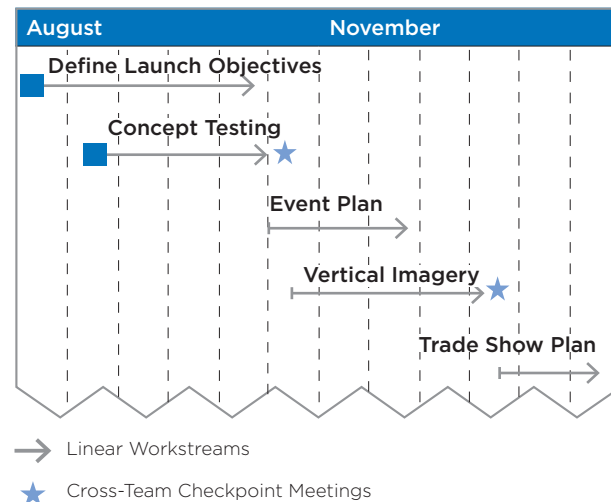 August November
Define Launch Objectives
Concept Testing
Event Plan
Vertical Imagery
Trade Show Plan
Linear Workstreams
Cross-Team Checkpoint Meetings